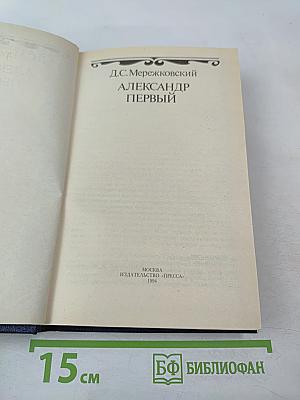 Д.С.Мережковский
АЛЕКСАНДР
ПЕРВЫЙ
МОСКВА
ИЗДАТЕЛЬСТВО «ПРЕССА»
1994
15 см
БФ БИБЛИОФАН